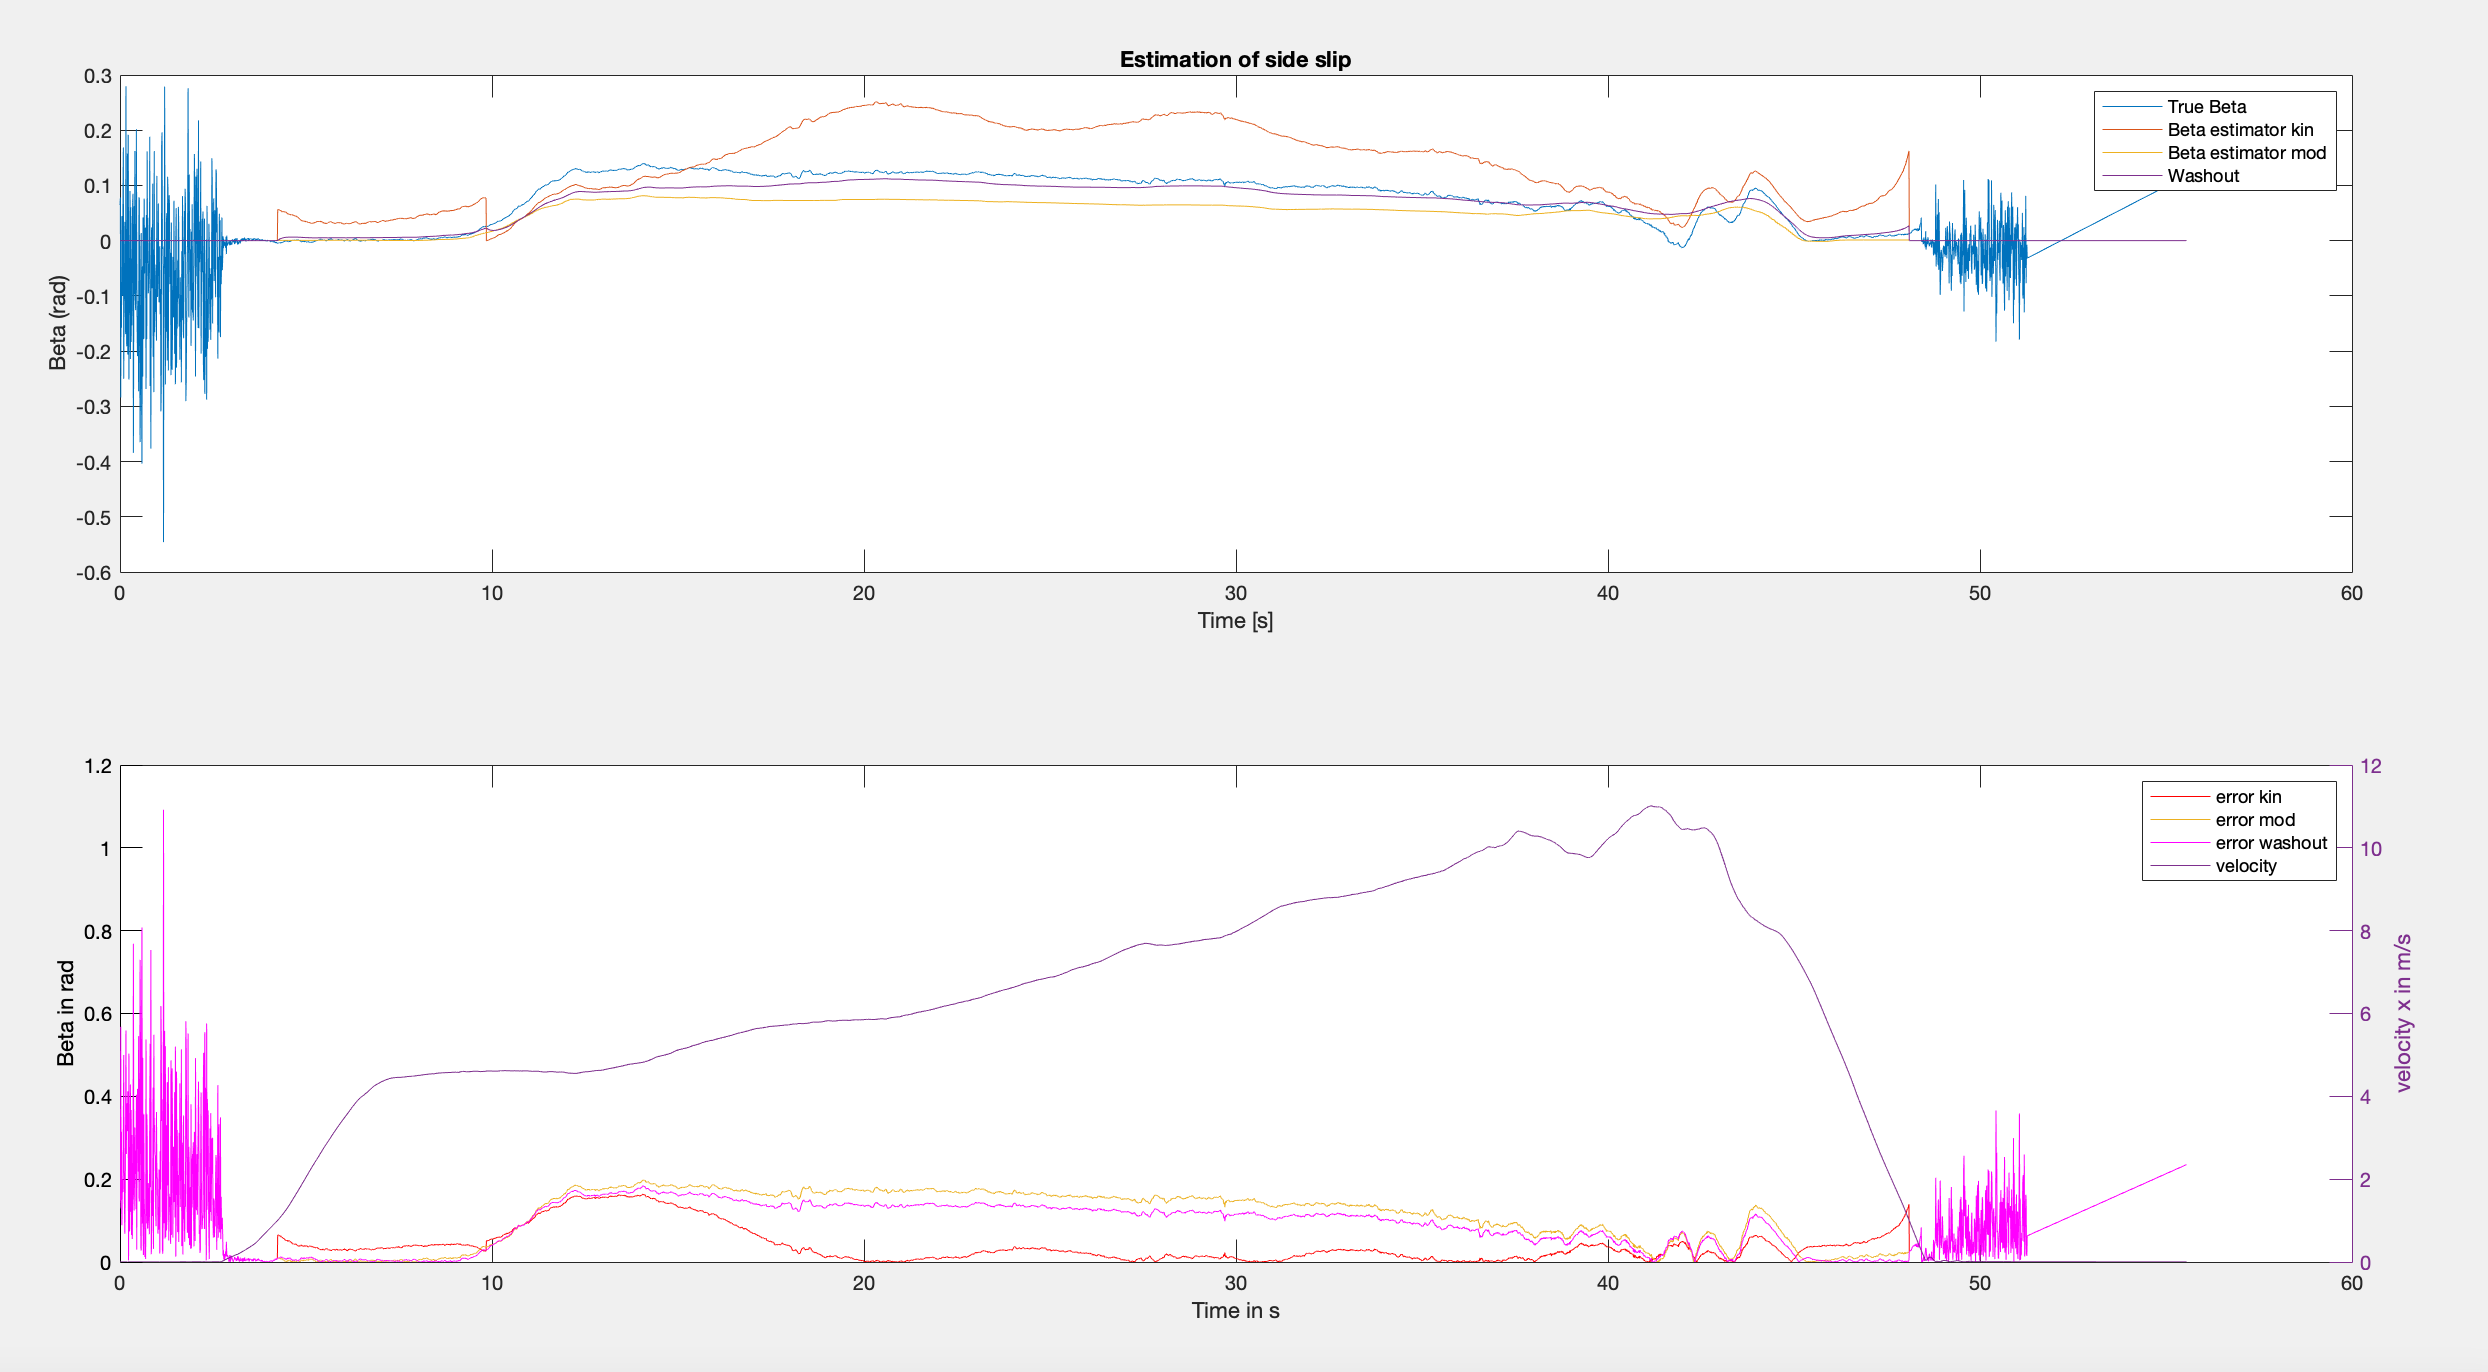 Estimation of side slip
0.3
0.2
0.1
0
-0.1
-0.2
-0.3
-0.4
-0.5
-0.6
Beta (rad)
True Beta
Beta estimator kin
Beta estimator mod
Washout
0 10 20 30 40 50 60
Time [s]
1.2
1
0.8
0.6
0.4
0.2
0
Beta in rad
error kin
error mod
error washout
velocity
12
10
8
6
4
2
0
velocity x in m/s
0 10 20 30 40 50 60
Time in s